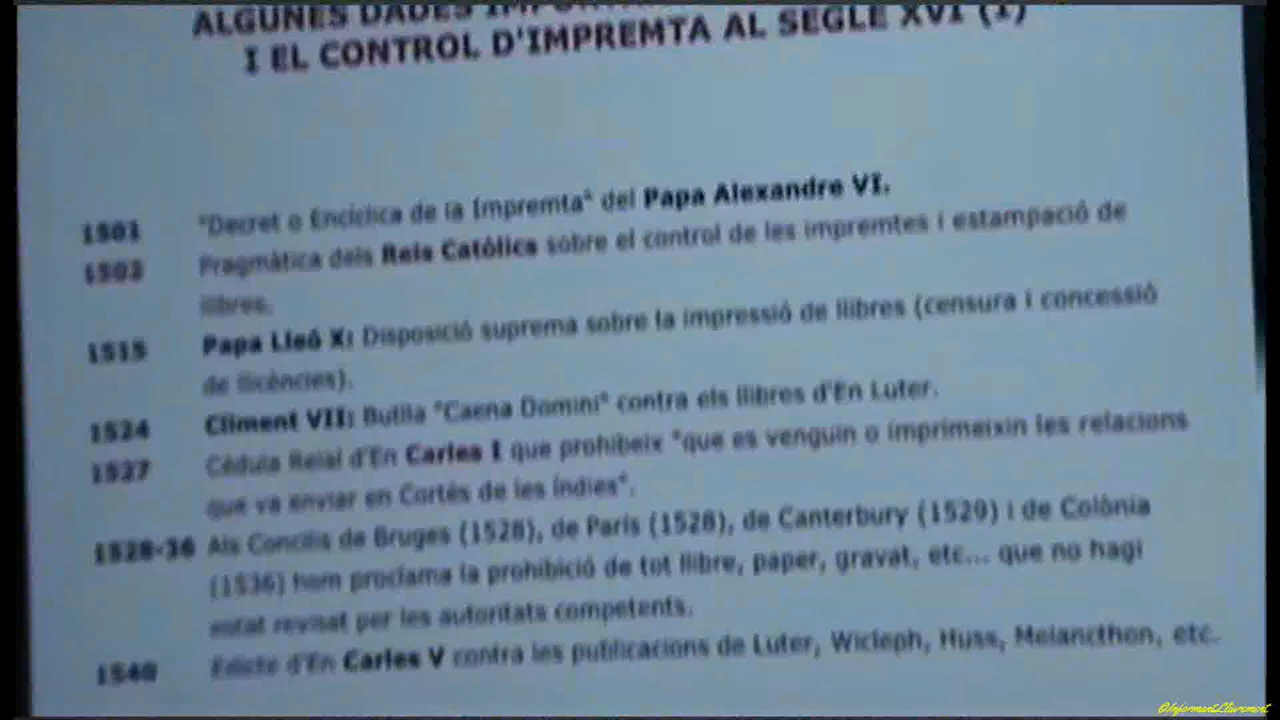 ALGUNES DADES
I EL CONTROL D'IMPREMTA AL SEGLE XVI (I)
1501 "Decret o Encíclica de la Impremta" del Papa Alexandre VI.
1502 Pragmàtica dels Reis Catòlics sobre el control de les impremtes i estampació de
llibres.
1515 Papa Lleó X: Disposició suprema sobre la impressió de llibres (censura i concessió
de llicències).
1524 Climent VII: Butlla "Caena Domini" contra els llibres d'En Luter.
1527 Cèdula Reial d'En Carles I que prohibeix "que es venguin o imprimeixin les relacions
que va enviar en Cortés de les Índies".
1528-36 Als Concilis de Bruges (1528), de París (1528), de Canterbury (1529) i de Colònia
(1536) hom proclama la prohibició de tot llibre, paper, gravat, etc... que no hagi
estat revisat per les autoritats competents.
1540 Edicte d'En Carles V contra les publicacions de Luter, Wicleph, Huss, Melancthon, etc.
@InformantLliurement